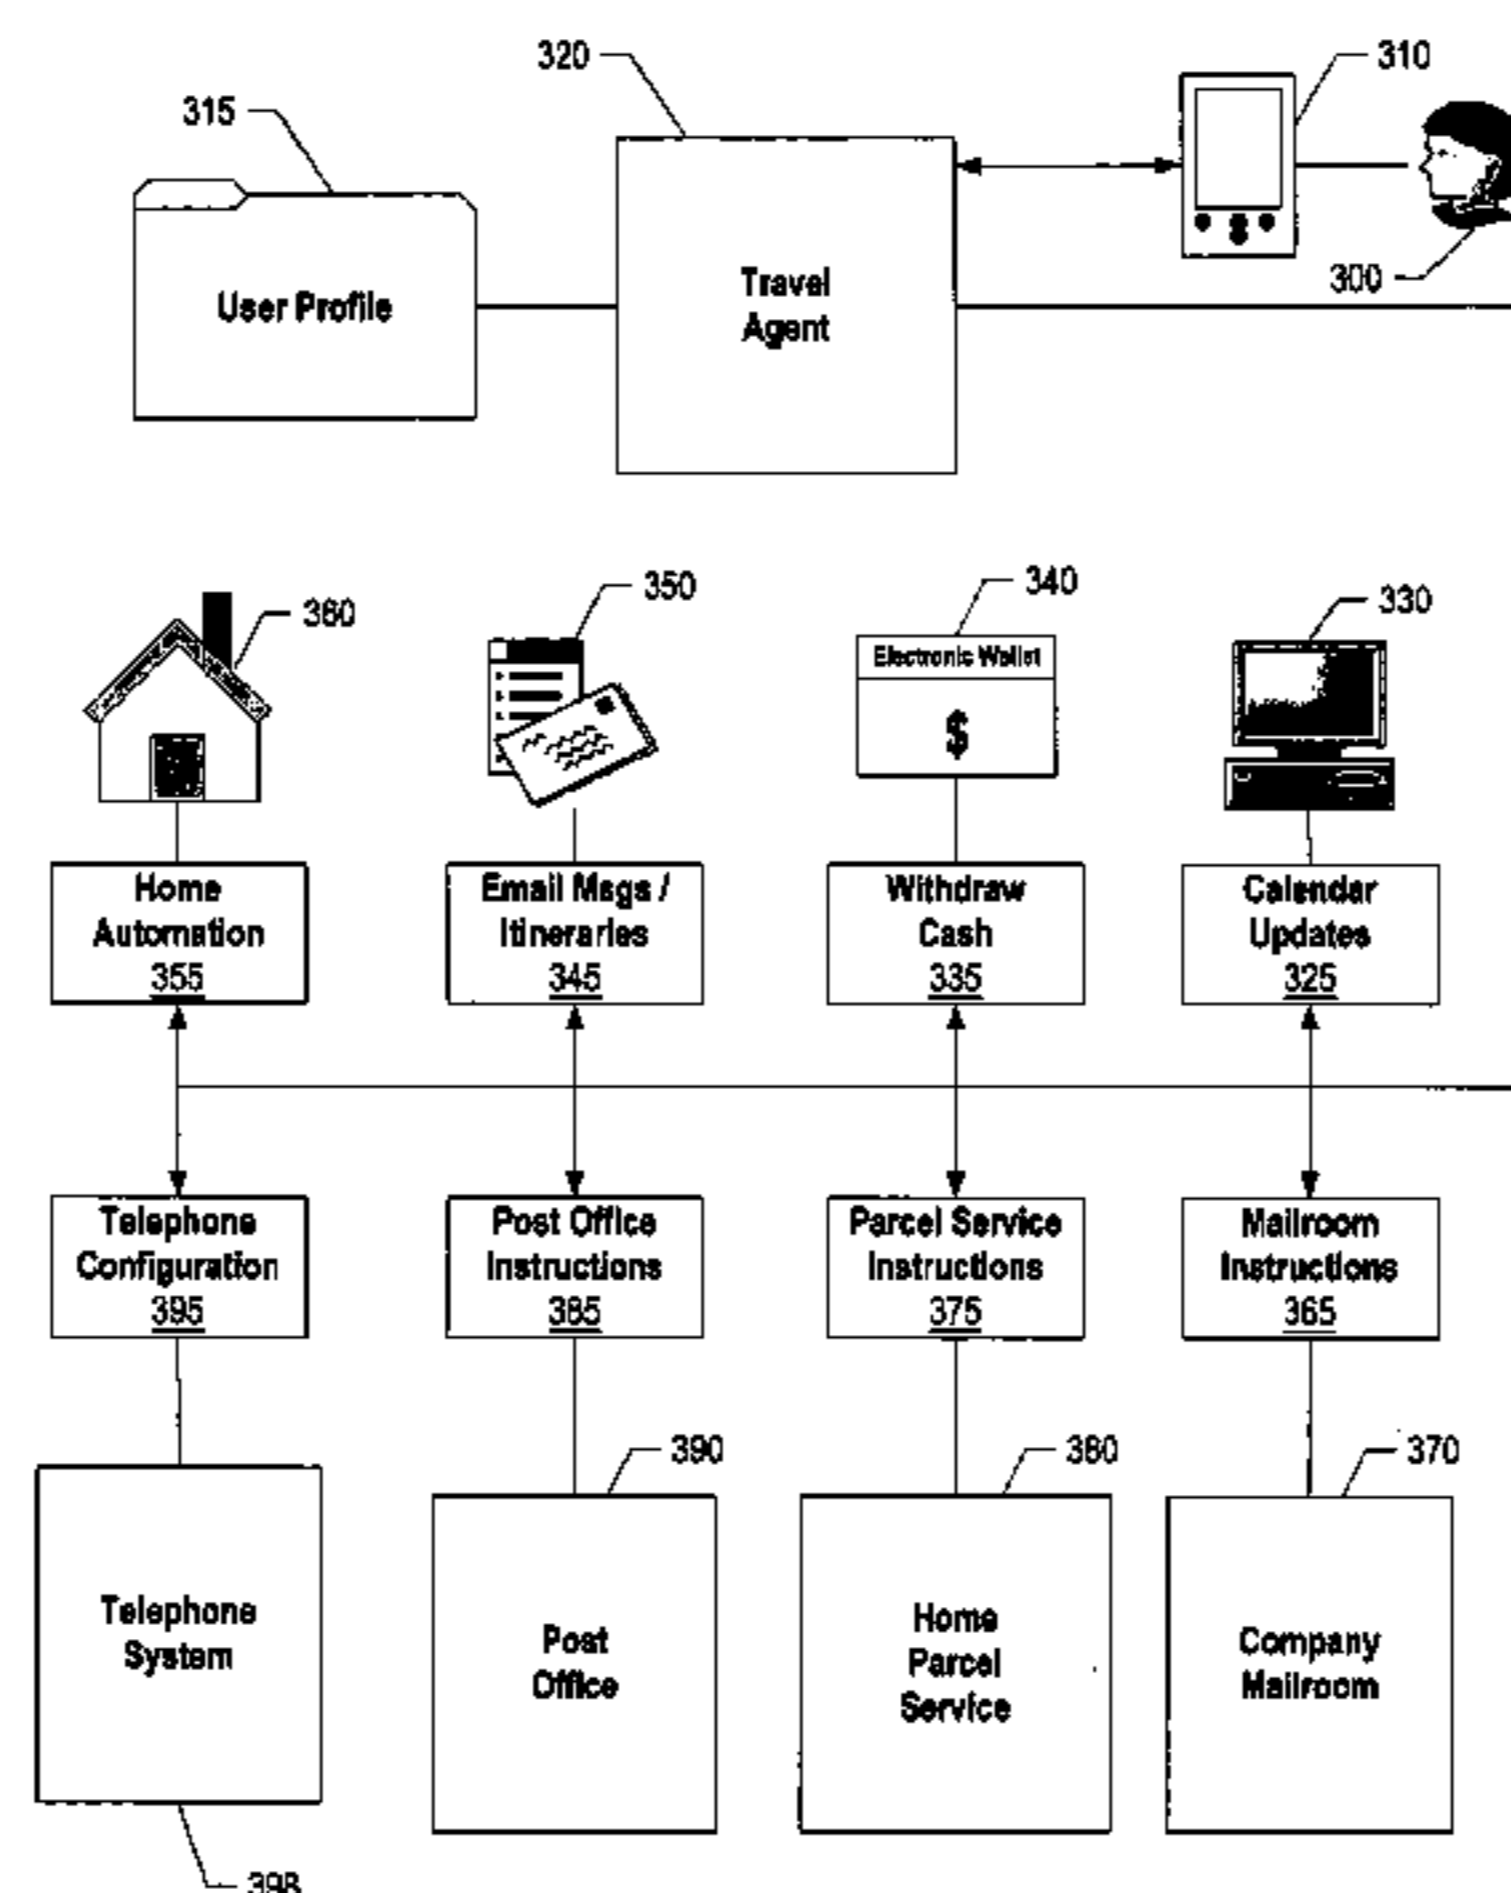 320
310
315
User Profile
Travel
Agent
300
360
350
340
330
Electronic Wallet
$
Home
Automation
355
Email Msgs /
Itineraries
345
Withdraw
Cash
335
Calendar
Updates
325
Telephone
Configuration
395
Post Office
Instructions
385
Parcel Service
Instructions
375
Mailroom
Instructions
365
390
380
370
Telephone
System
Post
Office
Home
Parcel
Service
Company
Mailroom
398